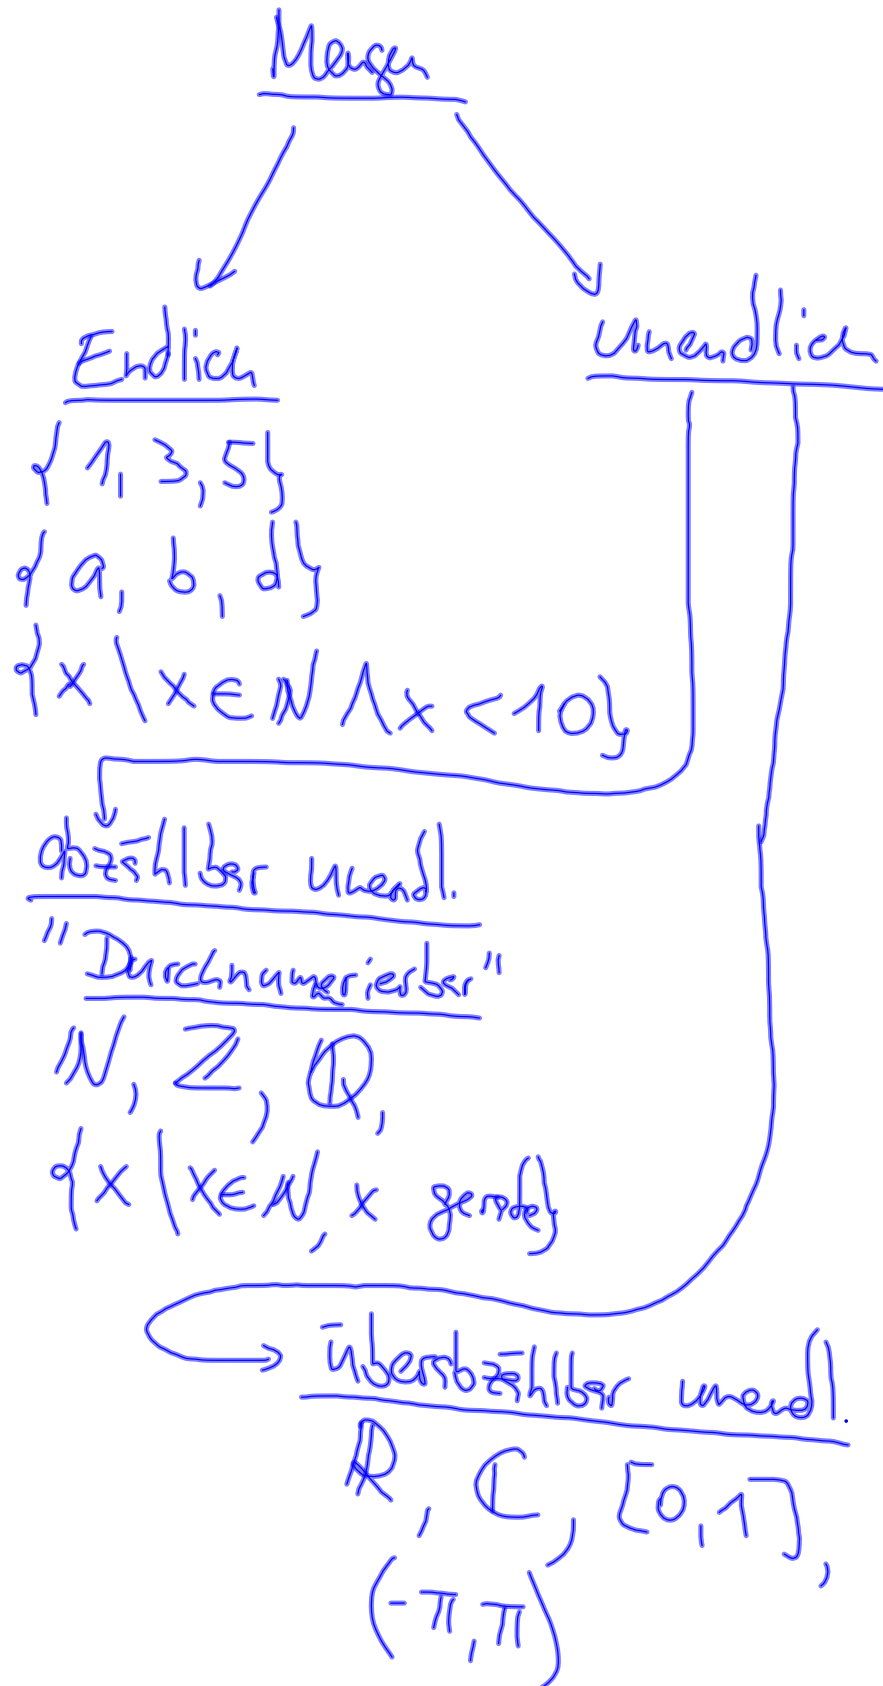 Mengen
Endlich
unendlich
{1, 3, 5}
{a, b, d}
{x \ x ∈ ℕ ∧ x < 10}
abzählbar unendl.
"Durchnumerierbar"
ℕ, ℤ, ℚ,
{x | x ∈ ℕ, x gerade}
überabzählbar unendl.
ℝ, ℂ, [0,1],
(-π, π)